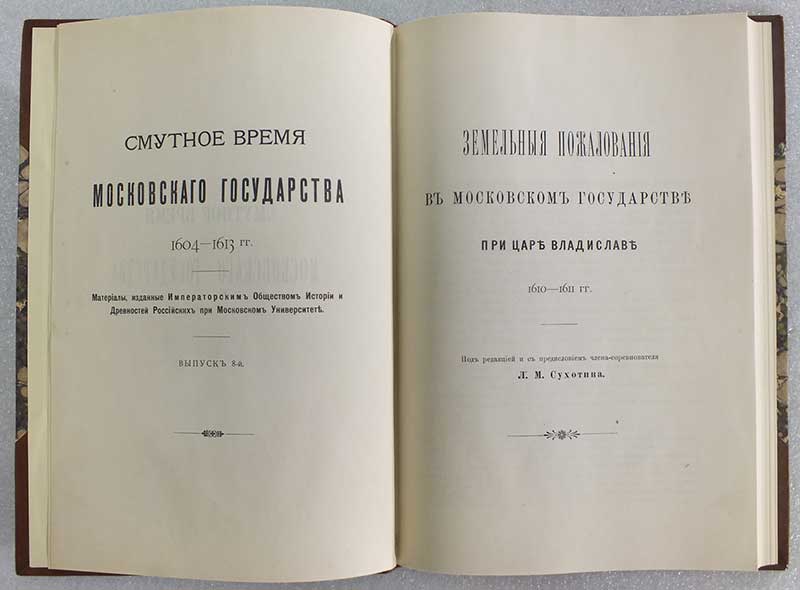 СМУТНОЕ ВРЕМЯ
МОСКОВСКАГО ГОСУДАРСТВА
1604—1613 гг.
Матеріалы, изданные Императорскимъ Обществомъ Исторіи и
Древностей Россійскихъ при Московскомъ Университетѣ.
ВЫПУСКЪ 8-й.
ЗЕМЕЛЬНЫЯ ПОЖАЛОВАНІЯ
ВЪ МОСКОВСКОМЪ ГОСУДАРСТВѢ
ПРИ ЦАРѢ ВЛАДИСЛАВѢ
1610—1611 гг.
Подъ редакціей и съ предисловіемъ члена-соревнователя
Л. М. Сухотина.